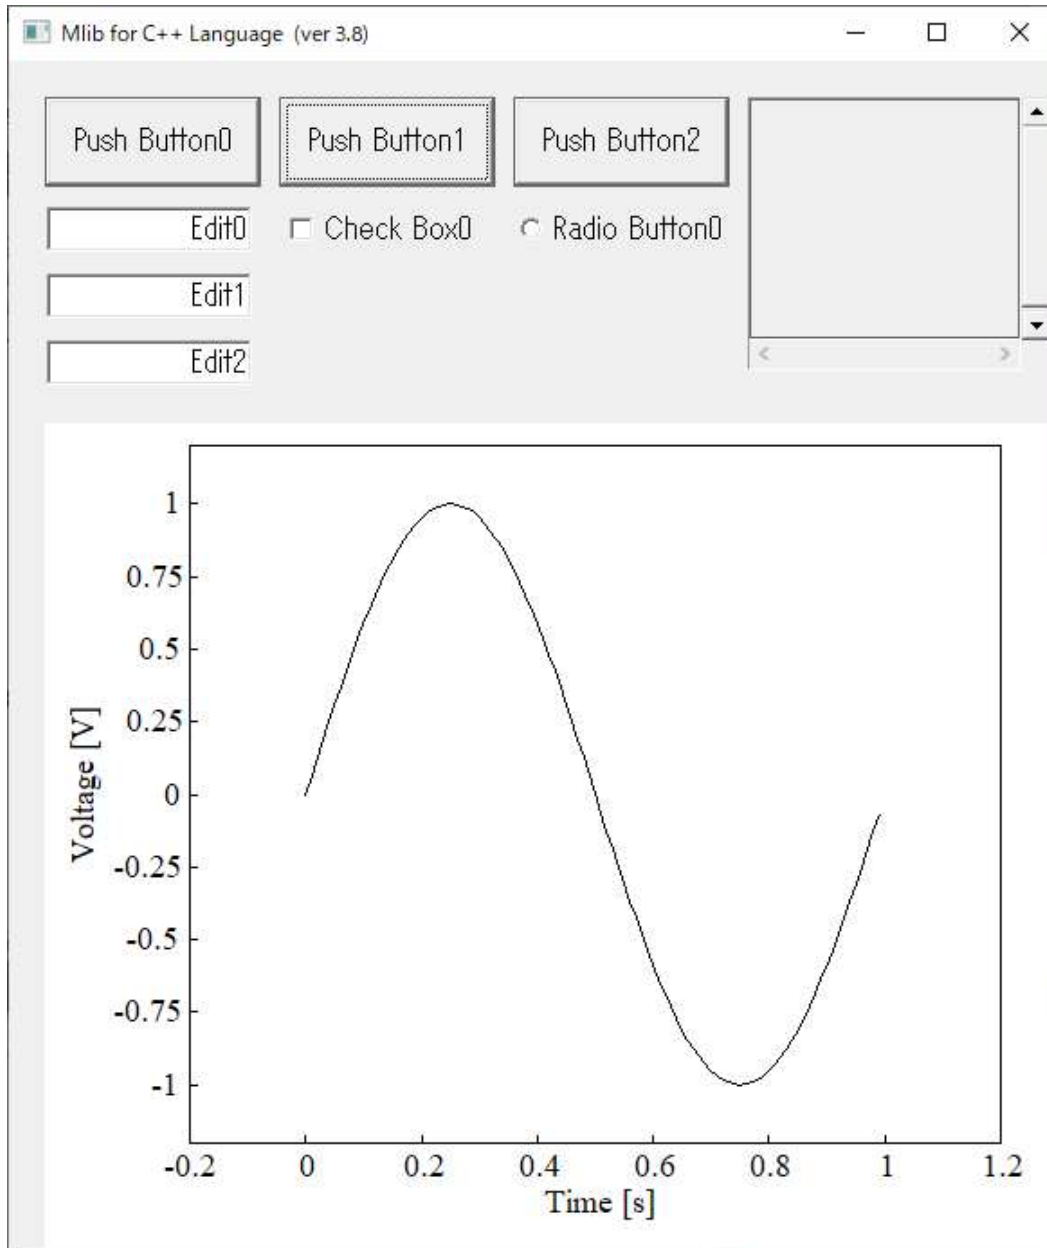 Mlib for C++ Language (ver 3.8)
Push Button0 Push Button1 Push Button2
Edit0 Check Box0 Radio Button0
Edit1
Edit2
1
0.75
0.5
0.25
0
-0.25
-0.5
-0.75
-1
Voltage [V]
-0.2 0 0.2 0.4 0.6 0.8 1 1.2
Time [s]